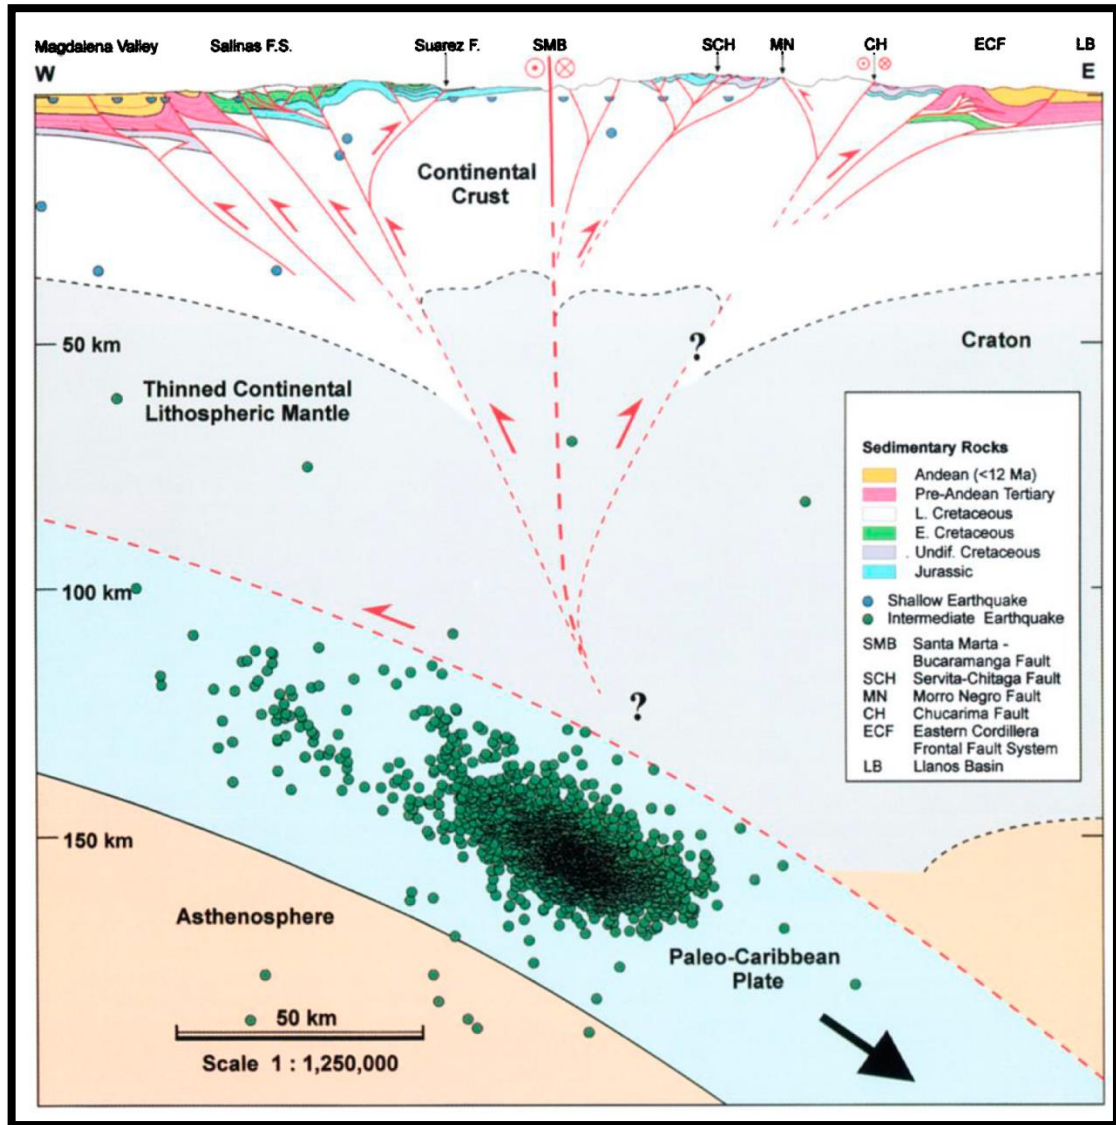 Magdalena Valley Salinas F.S. Suarez F. SMB SCH MN CH ECF LB
W E
Continental
Crust
50 km
?
Craton
Thinned Continental
Lithospheric Mantle
Sedimentary Rocks
Andean (<12 Ma)
Pre-Andean Tertiary
L. Cretaceous
E. Cretaceous
. Undif. Cretaceous
Jurassic
Shallow Earthquake
Intermediate Earthquake
SMB Santa Marta -
Bucaramanga Fault
SCH Servita-Chitaga Fault
MN Morro Negro Fault
CH Chucarima Fault
ECF Eastern Cordillera
Frontal Fault System
LB Llanos Basin
100 km
?
150 km
Asthenosphere
Paleo-Caribbean
Plate
50 km
Scale 1 : 1,250,000